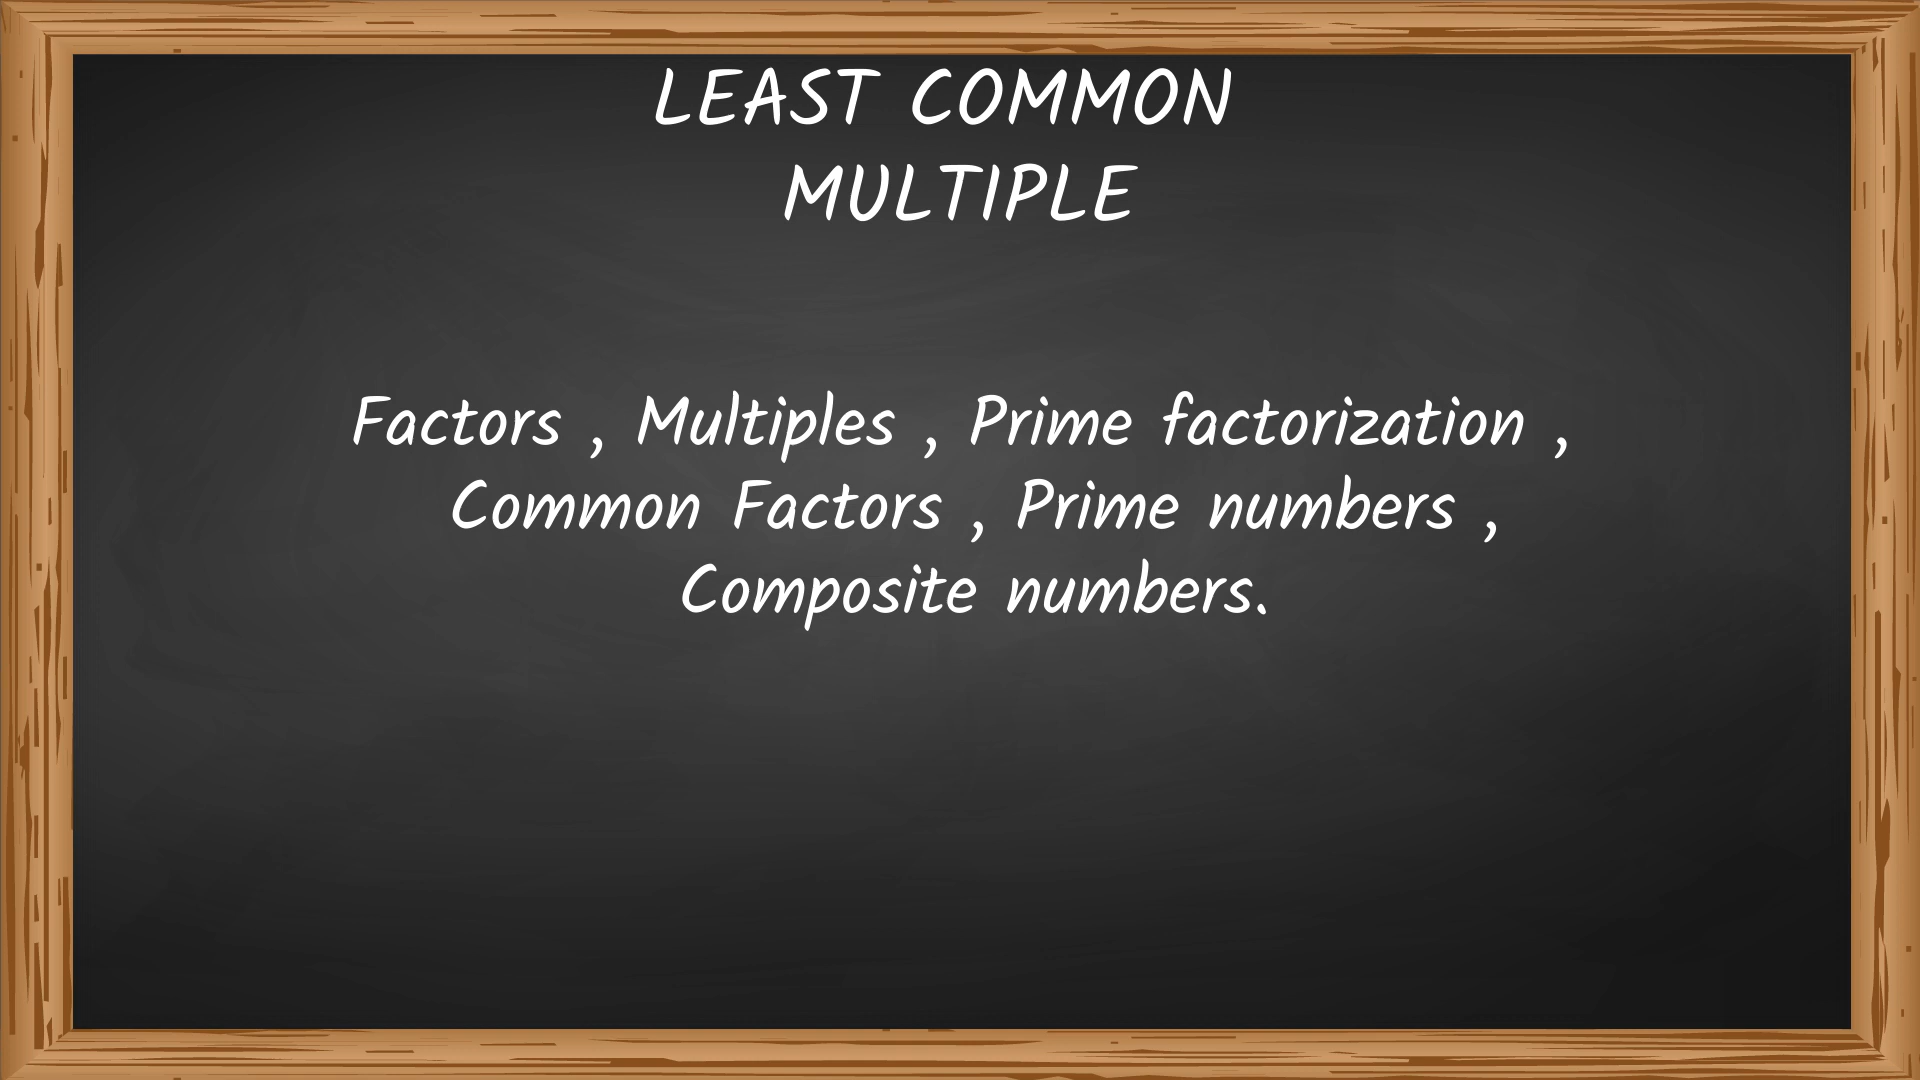 LEAST COMMON
MULTIPLE
Factors , Multiples , Prime factorization ,
Common Factors , Prime numbers ,
Composite numbers.